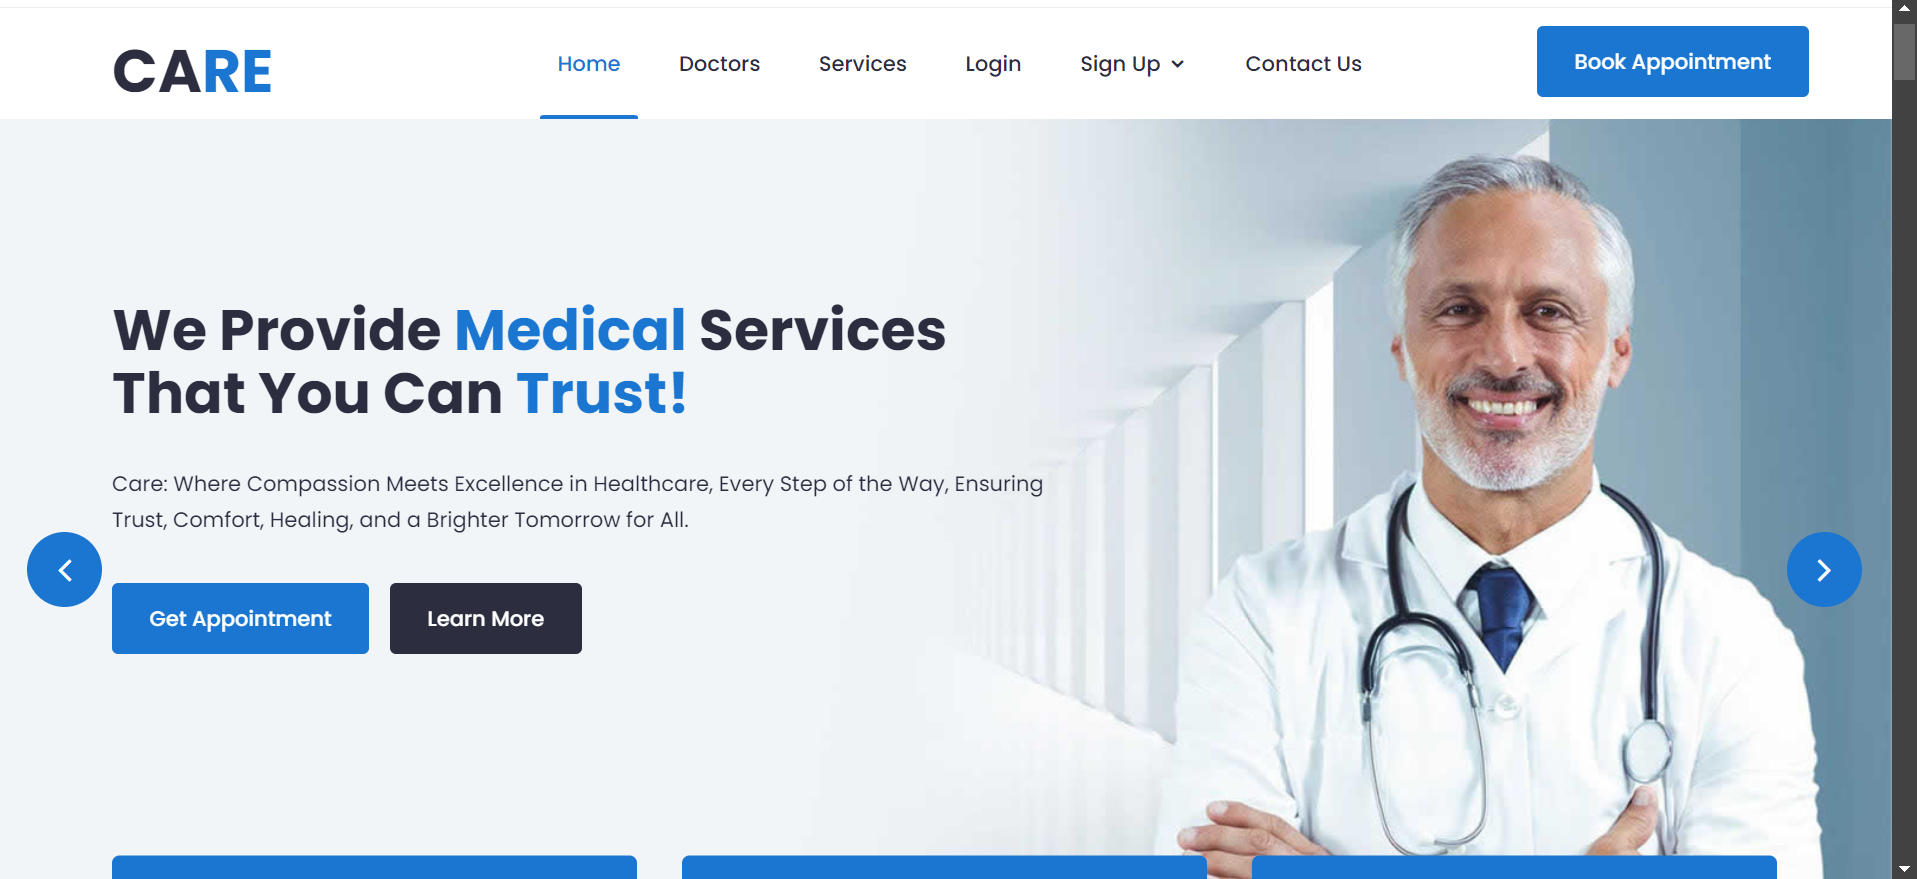 CARE
Home
Doctors
Services
Login
Sign Up
Contact Us
Book Appointment
We Provide Medical Services
That You Can Trust!
Care: Where Compassion Meets Excellence in Healthcare, Every Step of the Way, Ensuring
Trust, Comfort, Healing, and a Brighter Tomorrow for All.
Get Appointment
Learn More